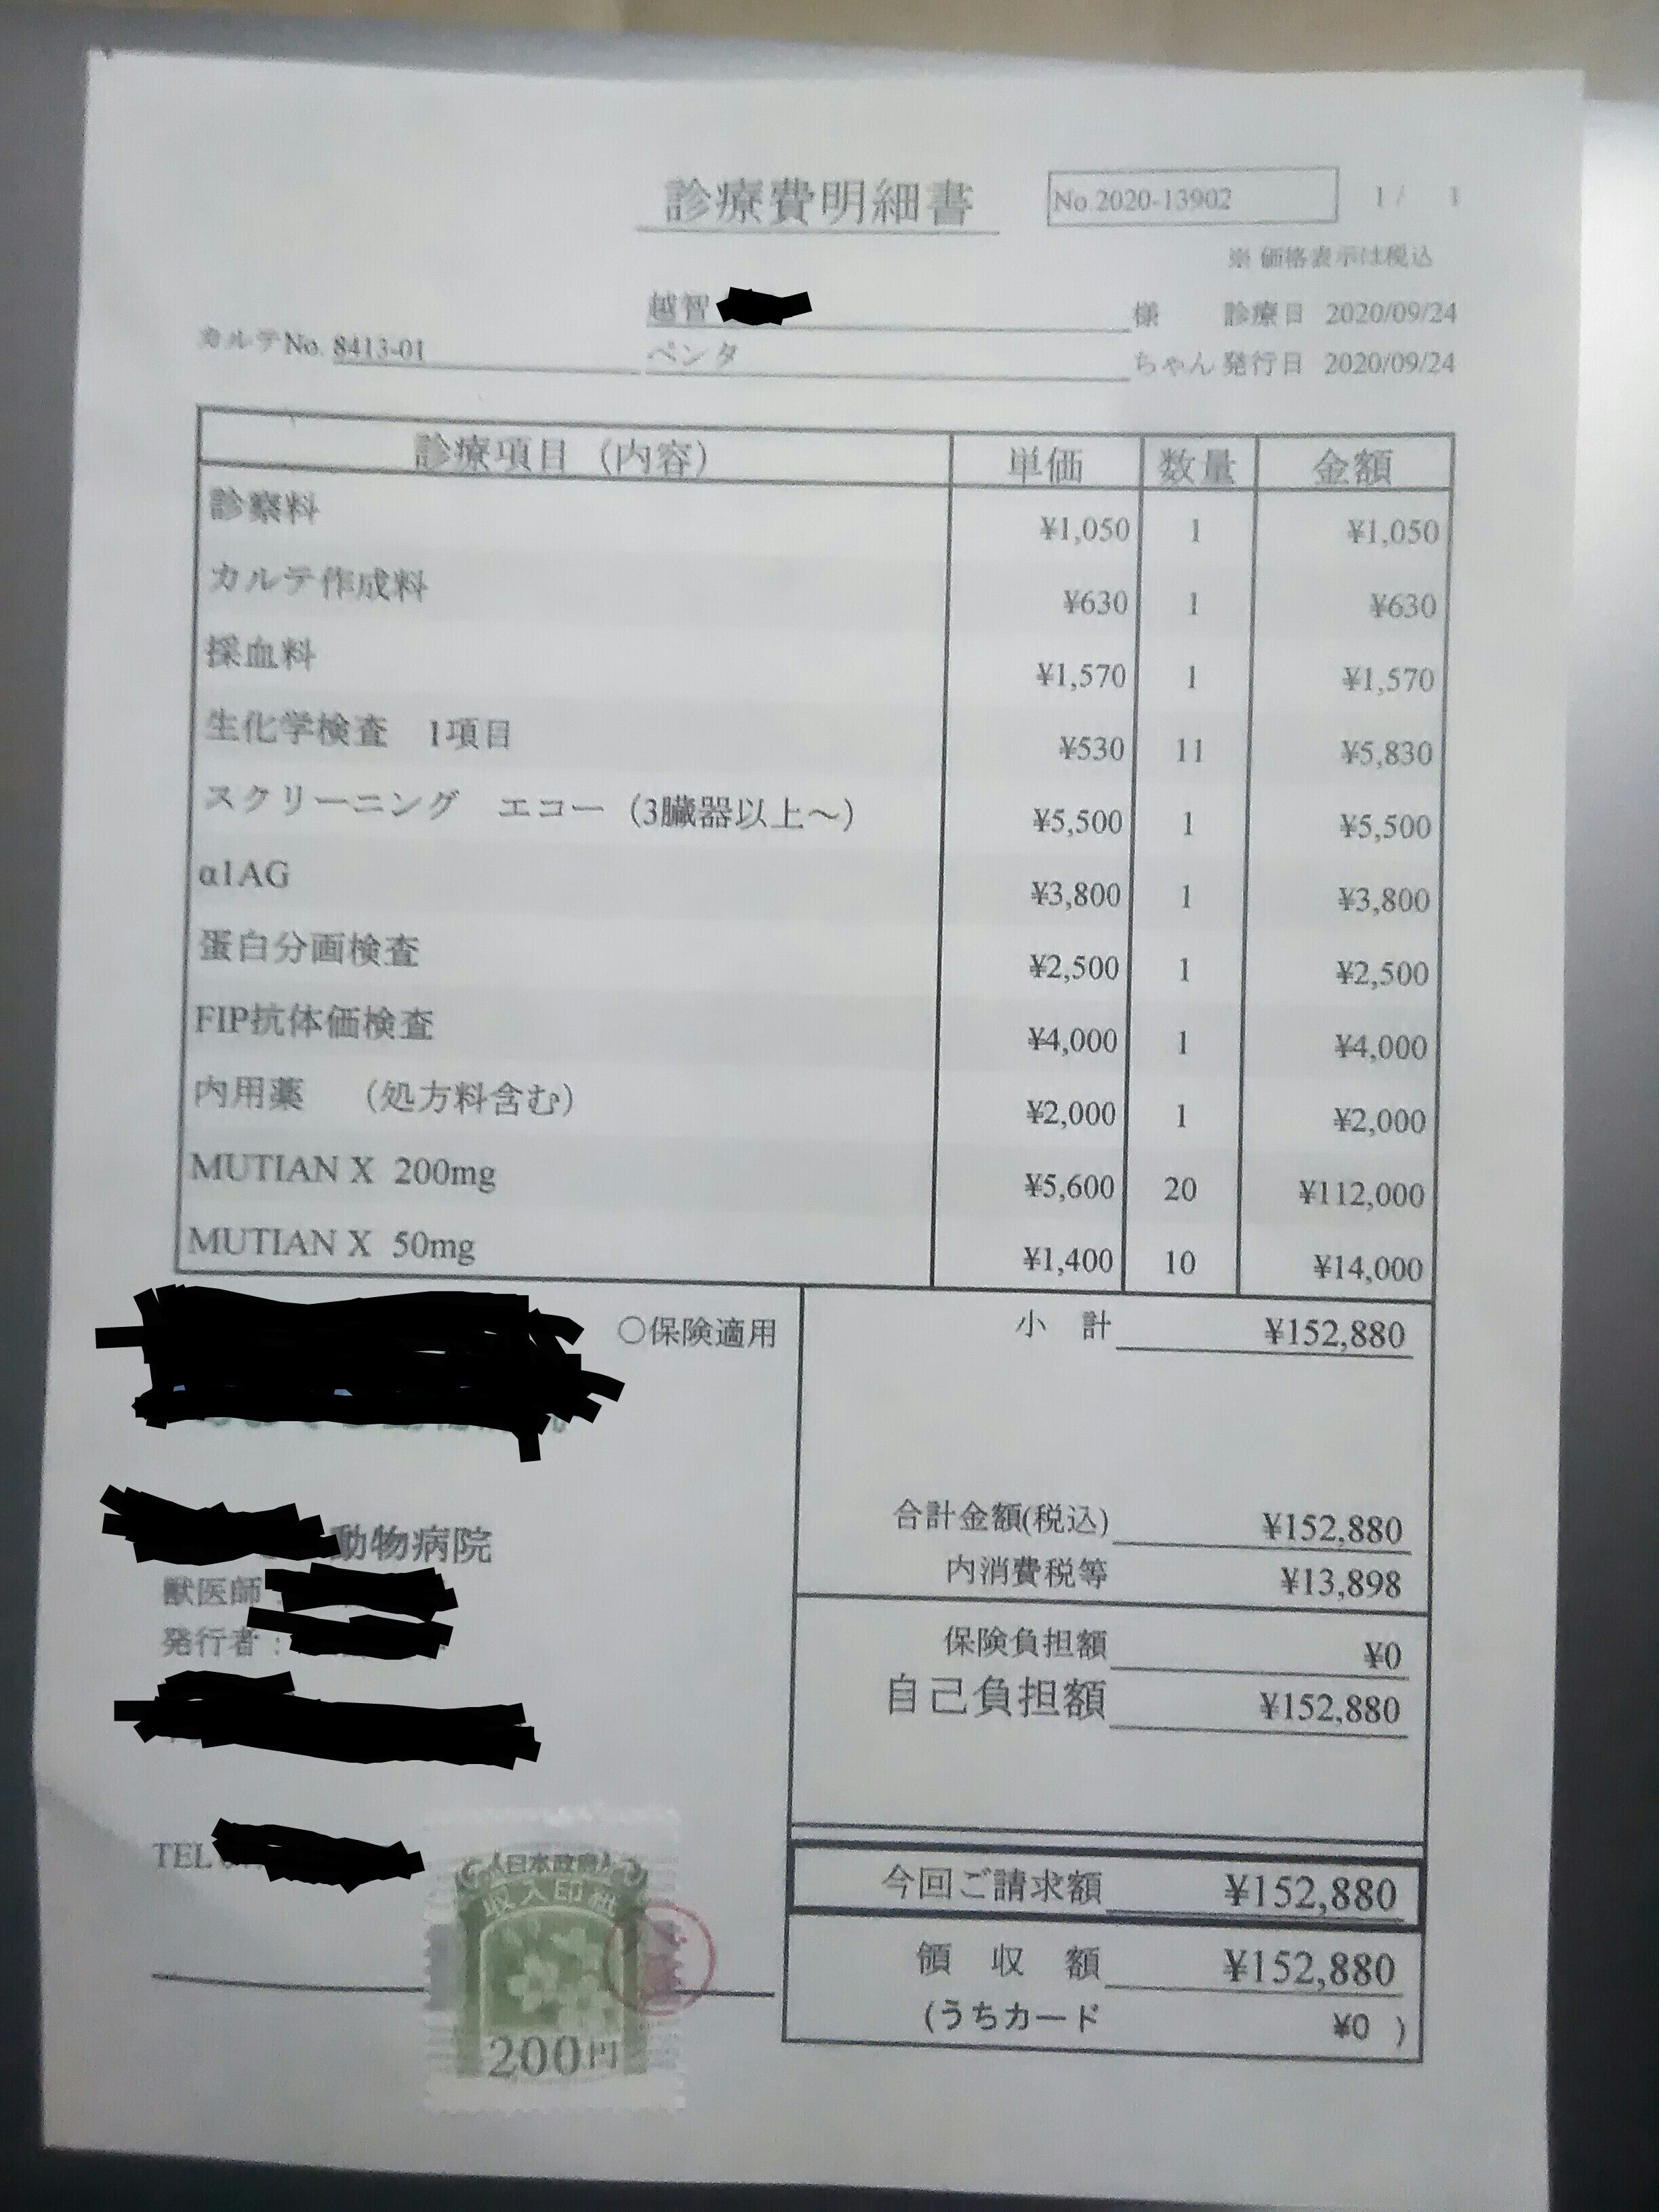 診療費明細書
No.2020-13902
1 / 1
※ 価格表示は税込
越智 様 診療日 2020/09/24
カルテNo. 8413-01 ペンタ ちゃん 発行日 2020/09/24
診療項目（内容） 単価 数量 金額
診察料 ¥1,050 1 ¥1,050
カルテ作成料 ¥630 1 ¥630
採血料 ¥1,570 1 ¥1,570
生化学検査 1項目 ¥530 11 ¥5,830
スクリーニング エコー（3臓器以上～） ¥5,500 1 ¥5,500
α1AG ¥3,800 1 ¥3,800
蛋白分画検査 ¥2,500 1 ¥2,500
FIP抗体価検査 ¥4,000 1 ¥4,000
内用薬 （処方料含む） ¥2,000 1 ¥2,000
MUTIAN X 200mg ¥5,600 20 ¥112,000
MUTIAN X 50mg ¥1,400 10 ¥14,000
○保険適用
小 計 ¥152,880
合計金額(税込) ¥152,880
内消費税等 ¥13,898
保険負担額 ¥0
自己負担額 ¥152,880
今回ご請求額 ¥152,880
領 収 額 ¥152,880
(うちカード ¥0 )
動物病院
獣医師:
発行者:
TEL
日本政府
収入印紙
200円